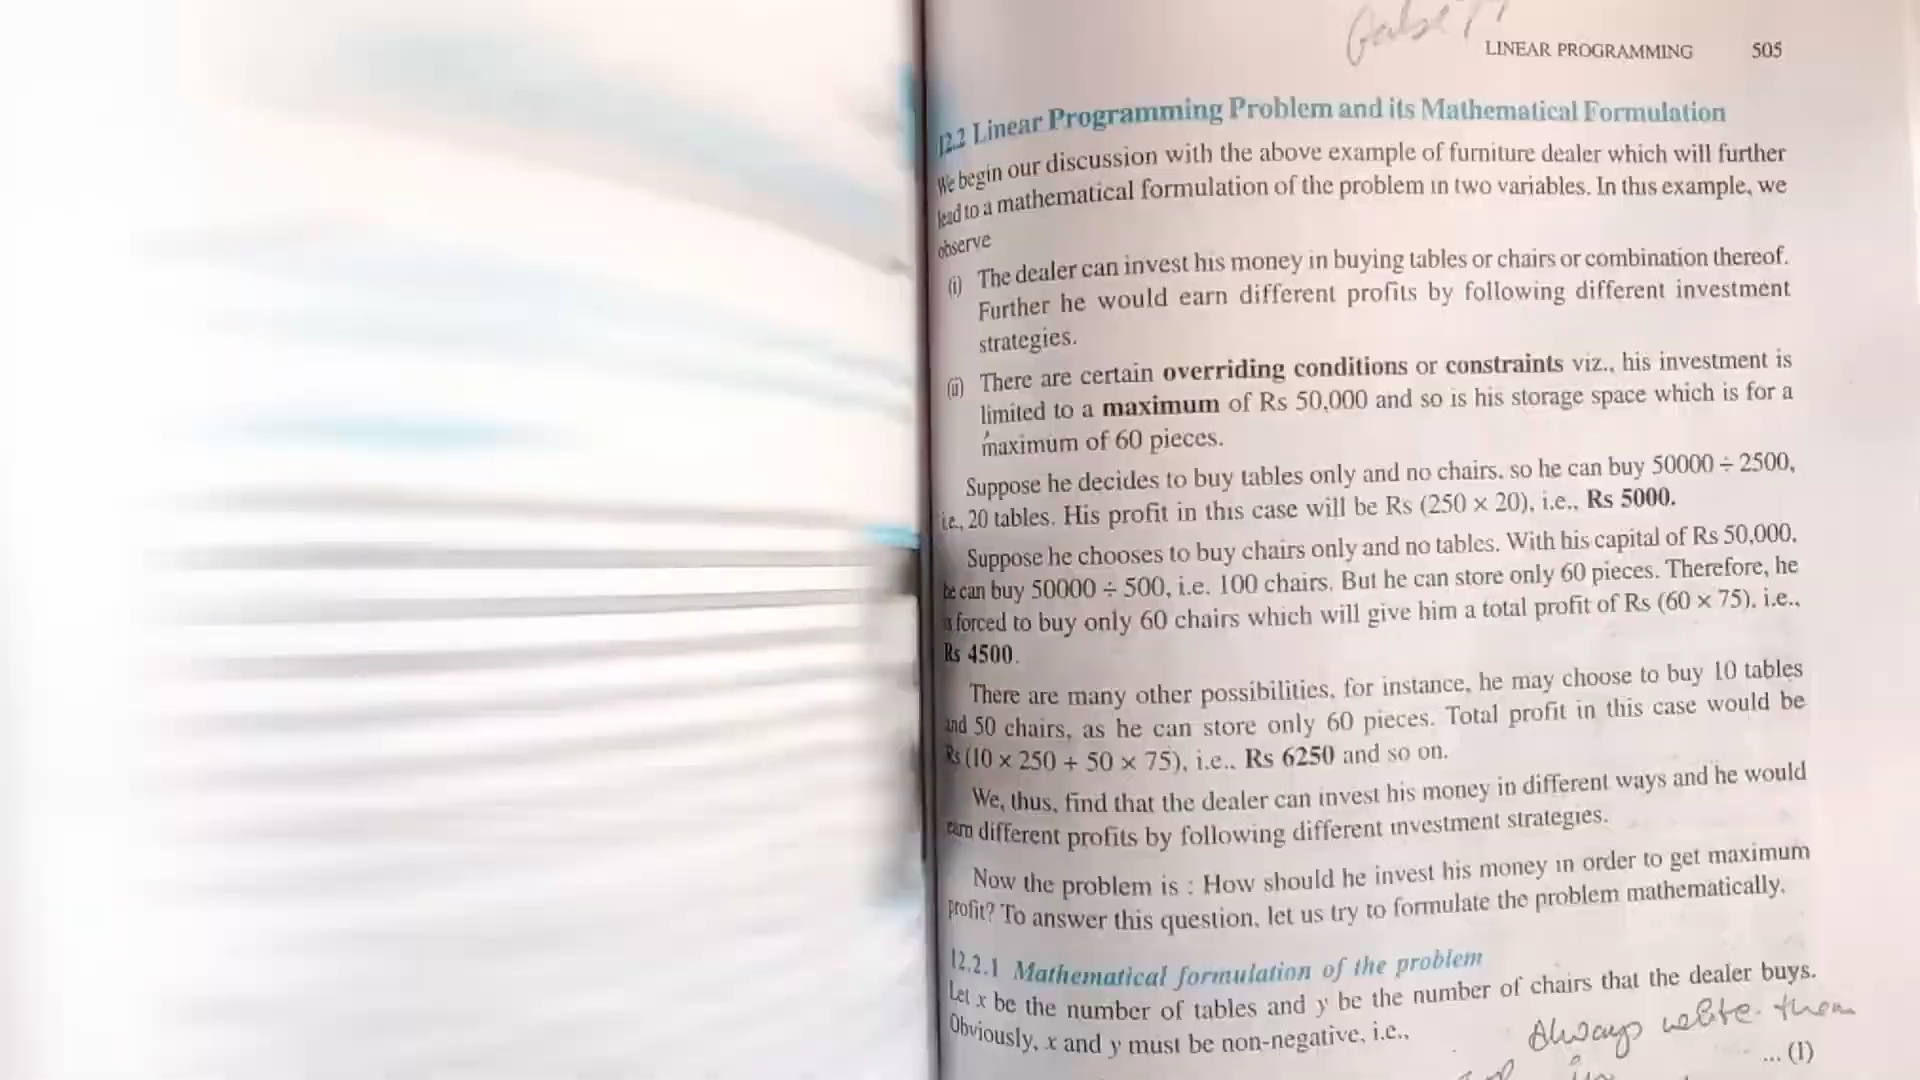 LINEAR PROGRAMMING 505
12.2 Linear Programming Problem and its Mathematical Formulation
We begin our discussion with the above example of furniture dealer which will further
lead to a mathematical formulation of the problem in two variables. In this example, we
observe
(i) The dealer can invest his money in buying tables or chairs or combination thereof.
Further he would earn different profits by following different investment
strategies.
(ii) There are certain overriding conditions or constraints viz., his investment is
limited to a maximum of Rs 50,000 and so is his storage space which is for a
maximum of 60 pieces.
Suppose he decides to buy tables only and no chairs, so he can buy 50000 ÷ 2500,
i.e., 20 tables. His profit in this case will be Rs (250 × 20), i.e., Rs 5000.
Suppose he chooses to buy chairs only and no tables. With his capital of Rs 50,000,
he can buy 50000 ÷ 500, i.e. 100 chairs. But he can store only 60 pieces. Therefore, he
forced to buy only 60 chairs which will give him a total profit of Rs (60 × 75), i.e.,
Rs 4500.
There are many other possibilities, for instance, he may choose to buy 10 tables
and 50 chairs, as he can store only 60 pieces. Total profit in this case would be
Rs (10 × 250 + 50 × 75), i.e., Rs 6250 and so on.
We, thus, find that the dealer can invest his money in different ways and he would
earn different profits by following different investment strategies.
Now the problem is : How should he invest his money in order to get maximum
profit? To answer this question, let us try to formulate the problem mathematically.
12.2.1 Mathematical formulation of the problem
Let x be the number of tables and y be the number of chairs that the dealer buys.
Obviously, x and y must be non-negative, i.e.,
Always write them
... (1)